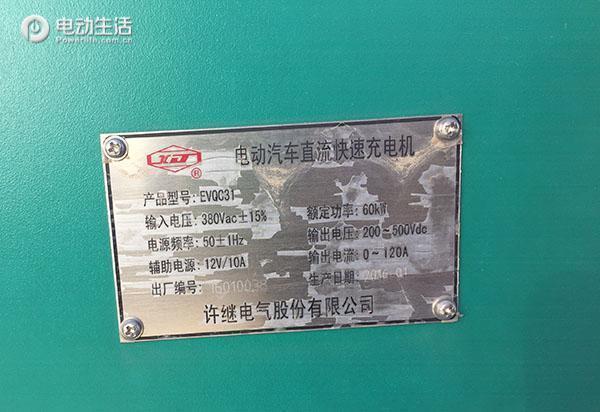 电动生活
Powerlife.com.cn
电动汽车直流快速充电机
XJ
®
产品型号:EVQC31
额定功率:60kW
输入电压:380Vac±15%
输出电压:200~500Vdc
电源频率:50±1Hz
输出电流:0~120A
辅助电源:12V/10A
生产日期:2016.01
出厂编号:
许继电气股份有限公司